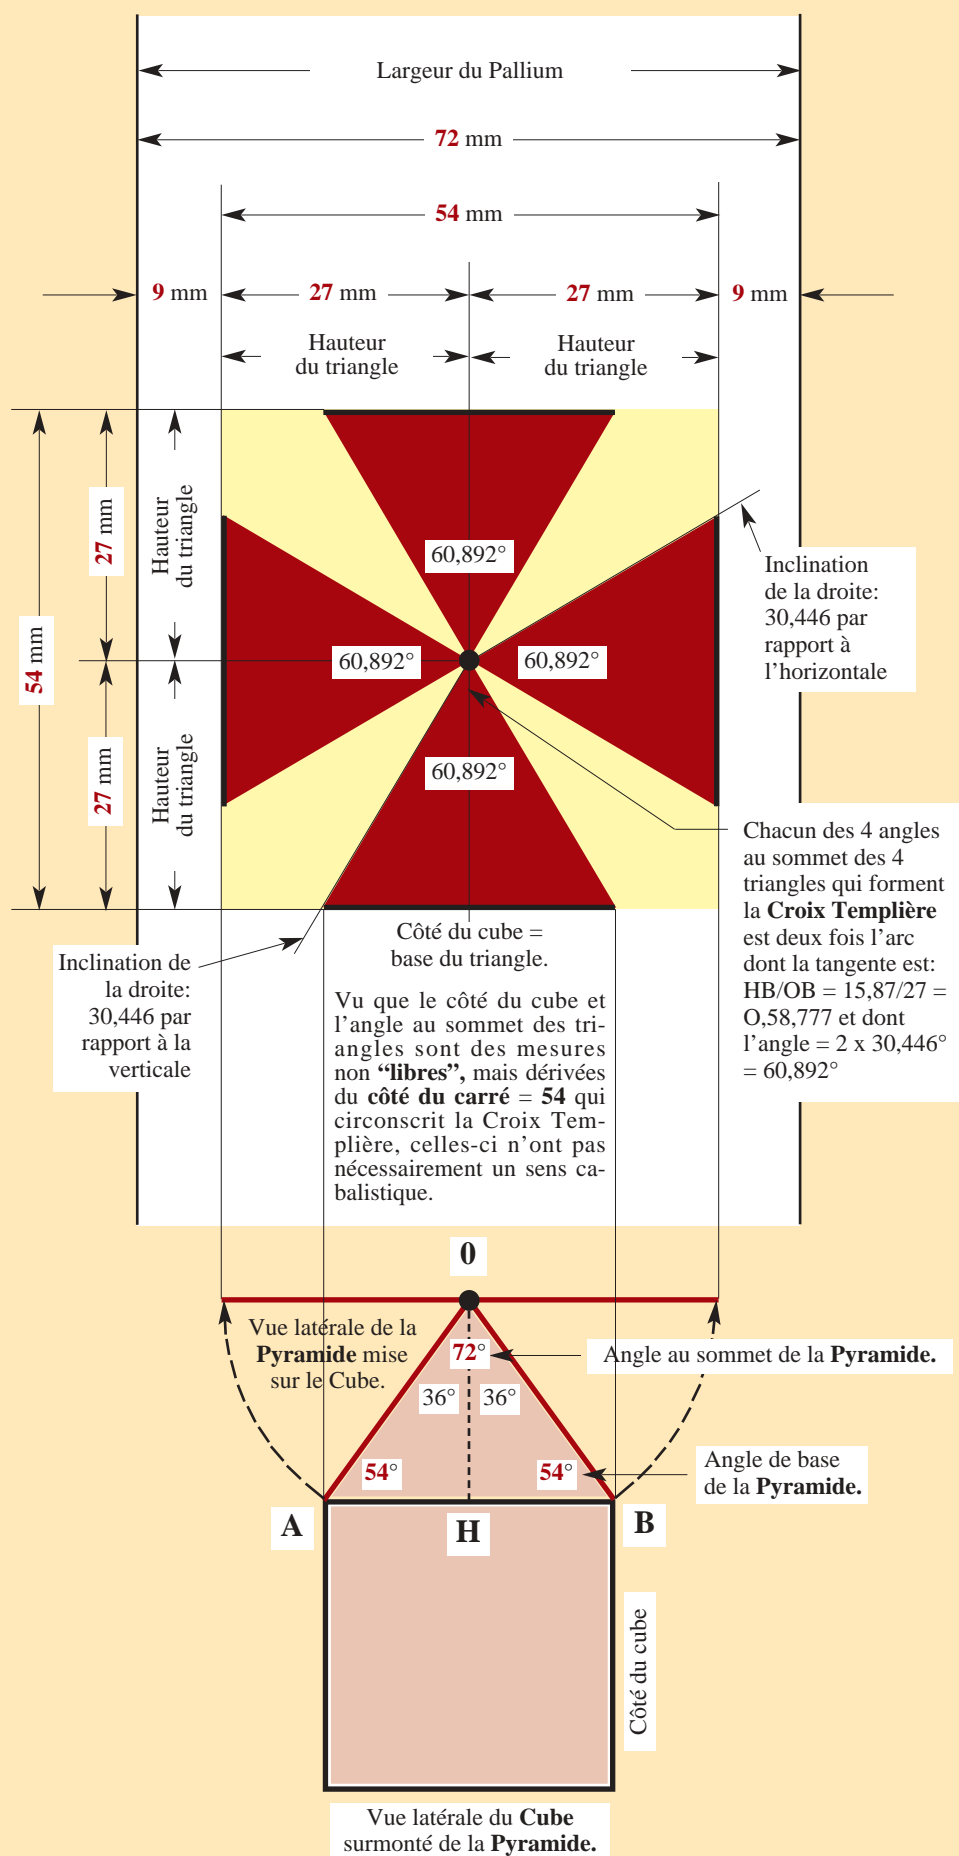 Largeur du Pallium
72 mm
54 mm
9 mm
27 mm
27 mm
9 mm
Hauteur
du triangle
Hauteur
du triangle
54 mm
27 mm
27 mm
Hauteur
du triangle
Hauteur
du triangle
60,892°
60,892°
60,892°
60,892°
Inclination
de la droite:
30,446 par
rapport à
l’horizontale
Chacun des 4 angles
au sommet des 4
triangles qui forment
la Croix Templière
est deux fois l’arc
dont la tangente est:
HB/OB = 15,87/27 =
O,58,777 et dont
l’angle = 2 x 30,446°
= 60,892°
Inclination de
la droite:
30,446 par
rapport à la
verticale
Côté du cube =
base du triangle.
Vu que le côté du cube et
l’angle au sommet des tri-
angles sont des mesures
non “libres”, mais dérivées
du côté du carré = 54 qui
circonscrit la Croix Tem-
plière, celles-ci n’ont pas
nécessairement un sens ca-
balistique.
0
Vue latérale de la
Pyramide mise
sur le Cube.
72°
Angle au sommet de la Pyramide.
36°
36°
54°
54°
Angle de base
de la Pyramide.
A
H
B
Côté du cube
Vue latérale du Cube
surmonté de la Pyramide.